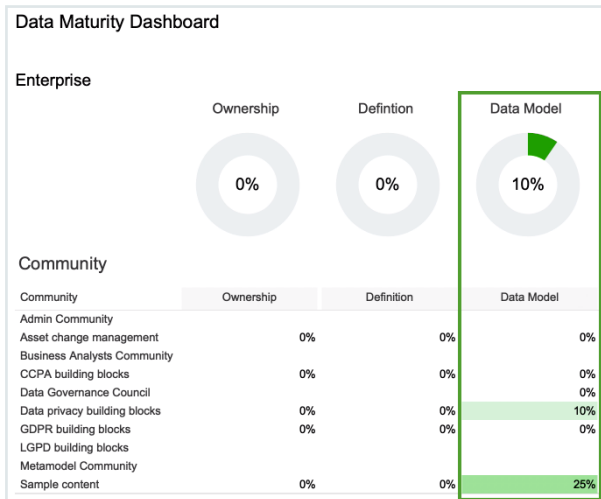 Data Maturity Dashboard
Enterprise
Ownership Defintion Data Model
0% 0% 10%
Community
Community Ownership Definition Data Model
Admin Community
Asset change management 0% 0% 0%
Business Analysts Community
CCPA building blocks 0% 0% 0%
Data Governance Council 0%
Data privacy building blocks 0% 0% 10%
GDPR building blocks 0% 0% 0%
LGPD building blocks
Metamodel Community
Sample content 0% 0% 25%